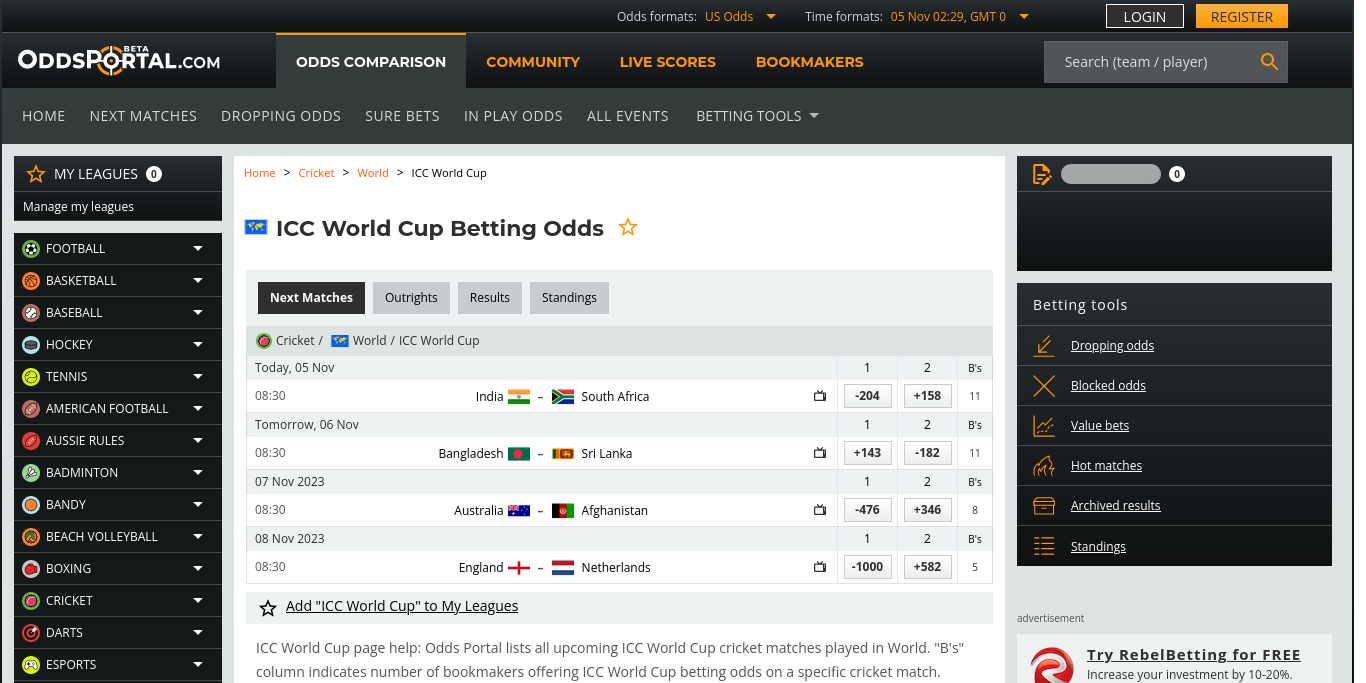 Odds formats: US Odds Time formats: 05 Nov 02:29, GMT 0 LOGIN REGISTER
ODDSPORTAL.COM BETA ODDS COMPARISON COMMUNITY LIVE SCORES BOOKMAKERS Search (team / player)
HOME NEXT MATCHES DROPPING ODDS SURE BETS IN PLAY ODDS ALL EVENTS BETTING TOOLS
MY LEAGUES 0
Manage my leagues
FOOTBALL
BASKETBALL
BASEBALL
HOCKEY
TENNIS
AMERICAN FOOTBALL
AUSSIE RULES
BADMINTON
BANDY
BEACH VOLLEYBALL
BOXING
CRICKET
DARTS
ESPORTS
Home > Cricket > World > ICC World Cup
ICC World Cup Betting Odds
Next Matches Outrights Results Standings
Cricket / World / ICC World Cup
Today, 05 Nov 1 2 B's
08:30 India – South Africa -204 +158 11
Tomorrow, 06 Nov 1 2 B's
08:30 Bangladesh – Sri Lanka +143 -182 11
07 Nov 2023 1 2 B's
08:30 Australia – Afghanistan -476 +346 8
08 Nov 2023 1 2 B's
08:30 England – Netherlands -1000 +582 5
Add "ICC World Cup" to My Leagues
ICC World Cup page help: Odds Portal lists all upcoming ICC World Cup cricket matches played in World. "B's"
column indicates number of bookmakers offering ICC World Cup betting odds on a specific cricket match.
0
Betting tools
Dropping odds
Blocked odds
Value bets
Hot matches
Archived results
Standings
advertisement
Try RebelBetting for FREE
Increase your investment by 10-20%.